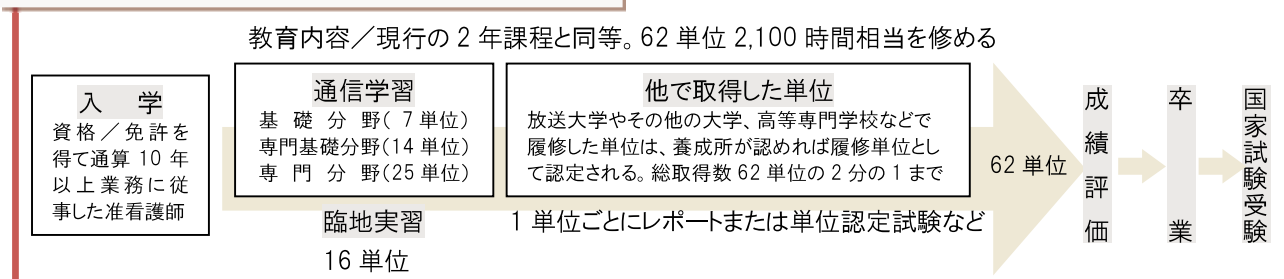 教育内容／現行の２年課程と同等。62 単位 2,100 時間相当を修める
入　学
資格／免許を
得て通算 10 年
以上業務に従
事した准看護師
通信学習
基 礎 分 野（ 7 単位）
専門基礎分野（14 単位）
専 門 分 野（25 単位）
他で取得した単位
放送大学やその他の大学、高等専門学校などで
履修した単位は、養成所が認めれば履修単位とし
て認定される。総取得数 62 単位の２分の１まで
臨地実習
16 単位
１単位ごとにレポートまたは単位認定試験など
62 単位
成績評価
卒業
国家試験受験